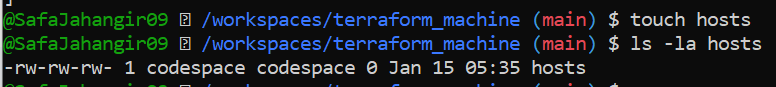 @SafaJahangir09 → /workspaces/terraform_machine (main) $ touch hosts
@SafaJahangir09 → /workspaces/terraform_machine (main) $ ls -la hosts
-rw-rw-rw- 1 codespace codespace 0 Jan 15 05:35 hosts